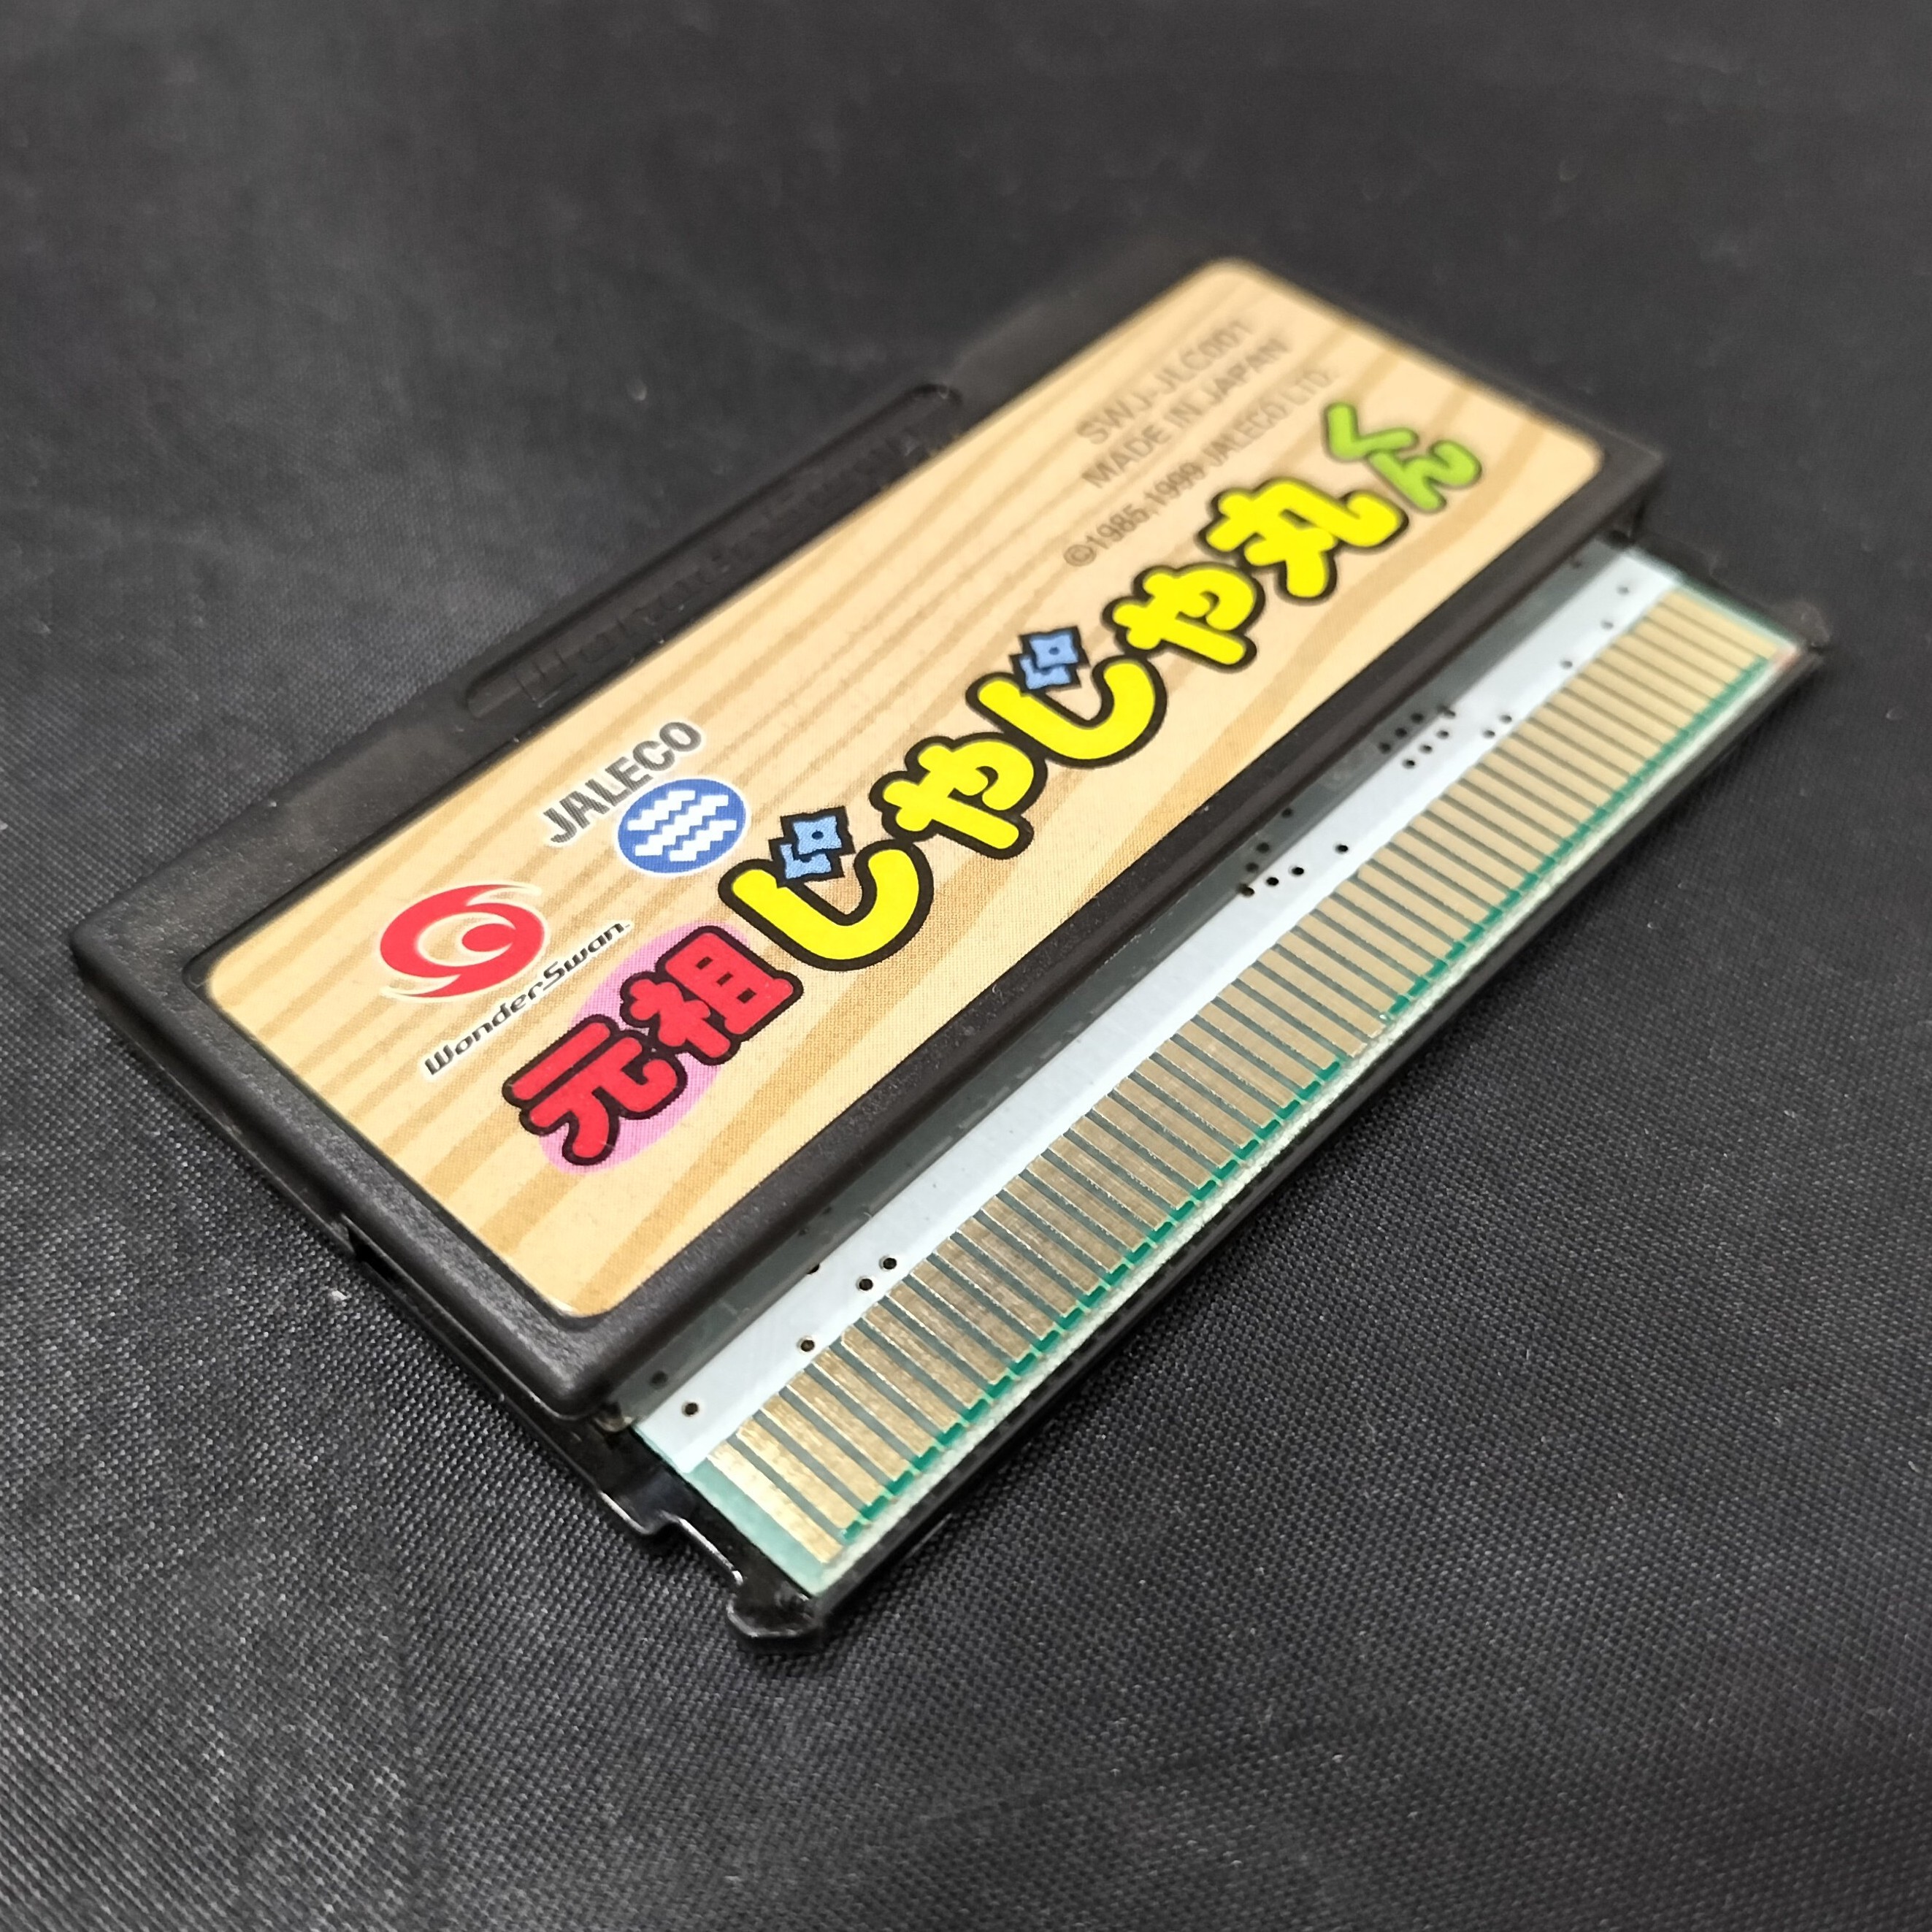 WonderSwan
JALECO
SWJ-JLC001
MADE IN JAPAN
©1985,1999 JALECO LTD.
元祖じゃじゃ丸くん